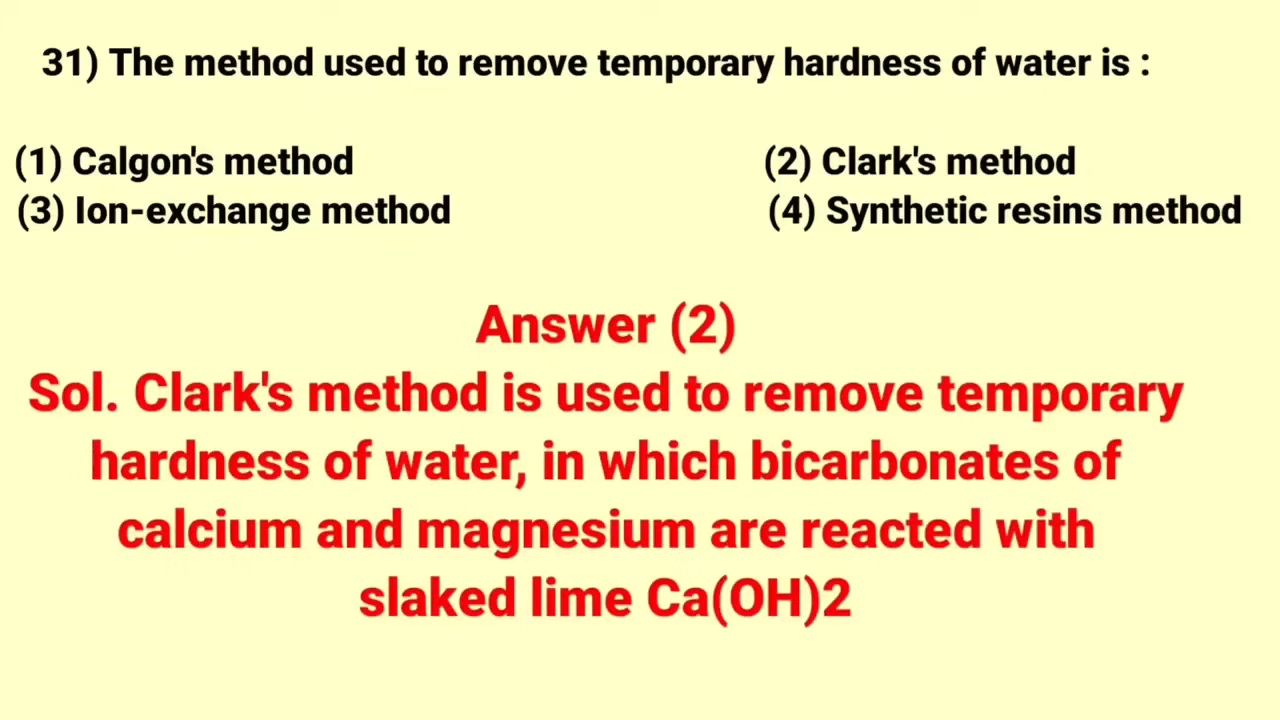 31) The method used to remove temporary hardness of water is :
(1) Calgon's method (2) Clark's method
(3) Ion-exchange method (4) Synthetic resins method
Answer (2)
Sol. Clark's method is used to remove temporary
hardness of water, in which bicarbonates of
calcium and magnesium are reacted with
slaked lime Ca(OH)2